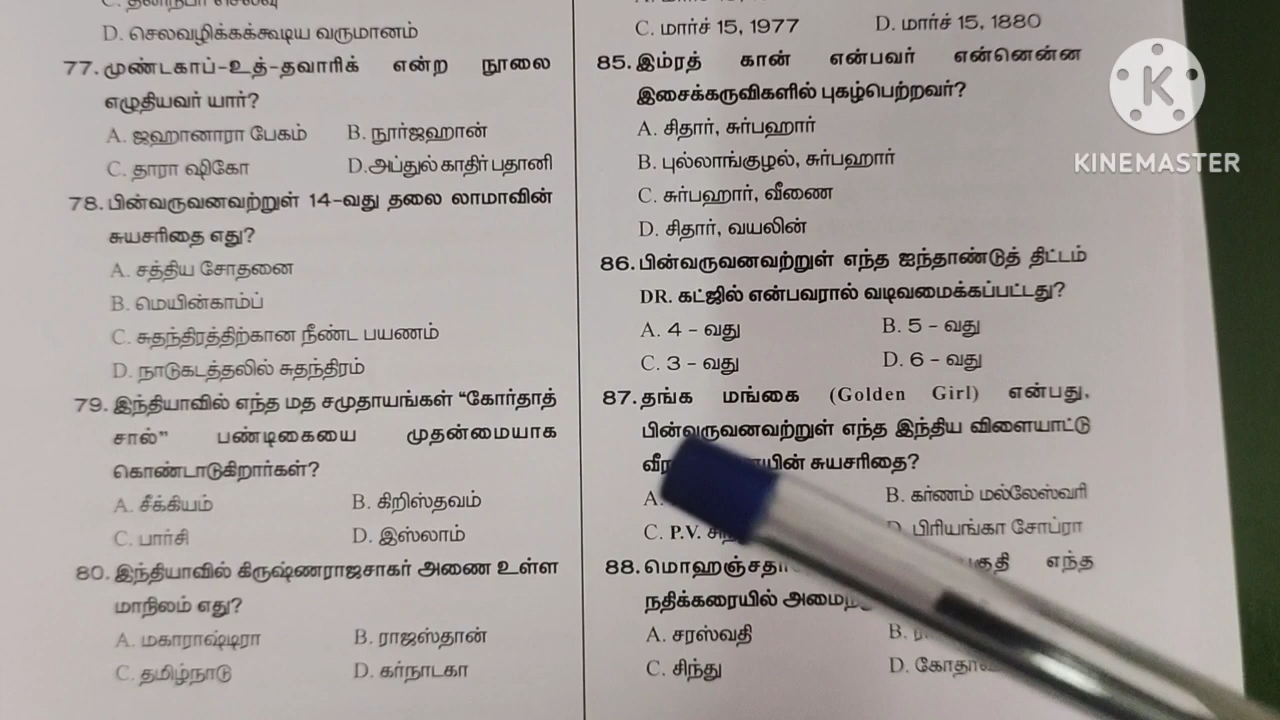 D. செலவழிக்கக்கூடிய வருமானம்
77. முண்டகாப்-உத்-தவாரிக் என்ற நூலை
எழுதியவர் யார்?
A. ஜஹானாரா பேகம் B. நூர்ஜஹான்
C. தாரா ஷிகோ D. அப்துல் காதிர் பதானி
78. பின்வருவனவற்றுள் 14-வது தலை லாமாவின்
சுயசரிதை எது?
A. சத்திய சோதனை
B. மெயின்காம்ப்
C. சுதந்திரத்திற்கான நீண்ட பயணம்
D. நாடுகடத்தலில் சுதந்திரம்
79. இந்தியாவில் எந்த மத சமுதாயங்கள் “கோர்தாத்
சால்” பண்டிகையை முதன்மையாக
கொண்டாடுகிறார்கள்?
A. சீக்கியம் B. கிறிஸ்தவம்
C. பார்சி D. இஸ்லாம்
80. இந்தியாவில் கிருஷ்ணராஜசாகர் அணை உள்ள
மாநிலம் எது?
A. மகாராஷ்டிரா B. ராஜஸ்தான்
C. தமிழ்நாடு D. கர்நாடகா
C. மார்ச் 15, 1977 D. மார்ச் 15, 1880
85. இம்ரத் கான் என்பவர் என்னென்ன
இசைக்கருவிகளில் புகழ்பெற்றவர்?
A. சிதார், சுர்பஹார்
B. புல்லாங்குழல், சுர்பஹார்
C. சுர்பஹார், வீணை
D. சிதார், வயலின்
86. பின்வருவனவற்றுள் எந்த ஐந்தாண்டுத் திட்டம்
DR. கட்ஜில் என்பவரால் வடிவமைக்கப்பட்டது?
A. 4 - வது B. 5 - வது
C. 3 - வது D. 6 - வது
87. தங்க மங்கை (Golden Girl) என்பது,
பின்வருவனவற்றுள் எந்த இந்திய விளையாட்டு
சுயசரிதை?
A. B. கர்ணம் மல்லேஸ்வரி
C. P.V. D. பிரியங்கா சோப்ரா
88. எந்த
நதிக்கரையில்
A. சரஸ்வதி B.
C. சிந்து D.
KINEMASTER